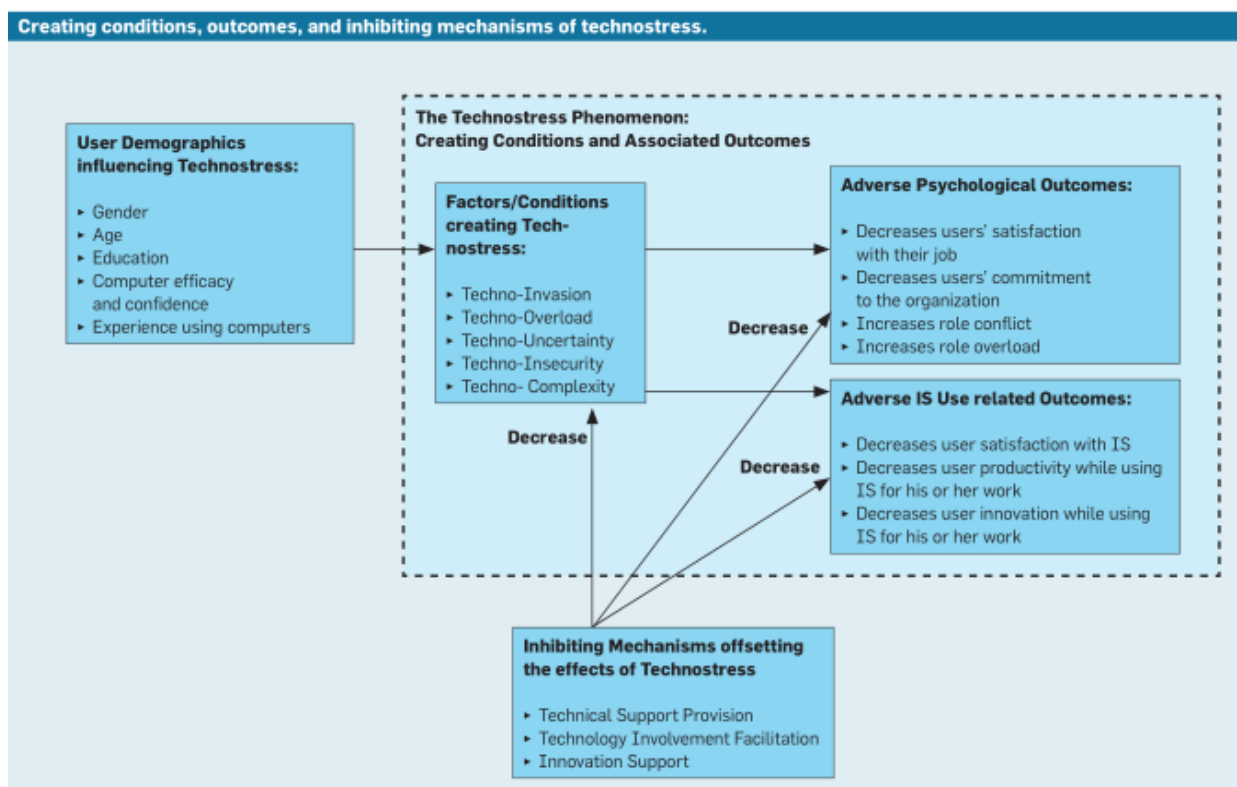 Creating conditions, outcomes, and inhibiting mechanisms of technostress.
User Demographics
influencing Technostress:
▸ Gender
▸ Age
▸ Education
▸ Computer efficacy
and confidence
▸ Experience using computers
The Technostress Phenomenon:
Creating Conditions and Associated Outcomes
Factors/Conditions
creating Tech-
nostress:
▸ Techno-Invasion
▸ Techno-Overload
▸ Techno-Uncertainty
▸ Techno-Insecurity
▸ Techno- Complexity
Adverse Psychological Outcomes:
▸ Decreases users' satisfaction
with their job
▸ Decreases users' commitment
to the organization
▸ Increases role conflict
▸ Increases role overload
Decrease
Adverse IS Use related Outcomes:
▸ Decreases user satisfaction with IS
▸ Decreases user productivity while using
IS for his or her work
▸ Decreases user innovation while using
IS for his or her work
Decrease
Decrease
Inhibiting Mechanisms offsetting
the effects of Technostress
▸ Technical Support Provision
▸ Technology Involvement Facilitation
▸ Innovation Support